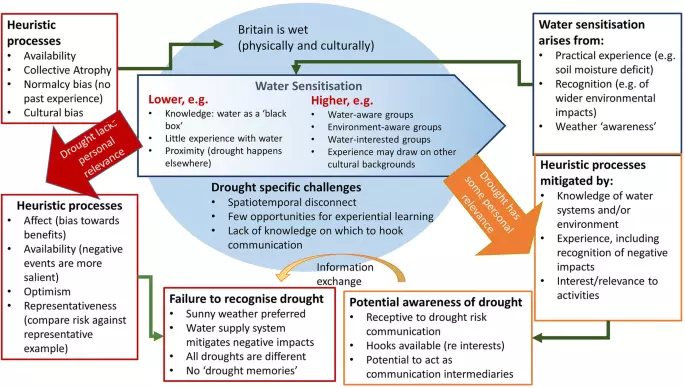 Heuristic
processes
• Availability
• Collective Atrophy
• Normalcy bias (no
past experience)
• Cultural bias
Britain is wet
(physically and culturally)
Water sensitisation
arises from:
• Practical experience (e.g.
soil moisture deficit)
• Recognition (e.g. of
wider environmental
impacts)
• Weather ‘awareness’
Water Sensitisation
Lower, e.g.
• Knowledge: water as a ‘black
box’
• Little experience with water
• Proximity (drought happens
elsewhere)
Higher, e.g.
• Water-aware groups
• Environment-aware groups
• Water-interested groups
• Experience may draw on other
cultural backgrounds
Drought lacks
personal
relevance
Drought has
some personal
relevance
Drought specific challenges
• Spatiotemporal disconnect
• Few opportunities for experiential learning
• Lack of knowledge on which to hook
communication
Heuristic processes
• Affect (bias towards
benefits)
• Availability (negative
events are more
salient)
• Optimism
• Representativeness
(compare risk against
representative
example)
Heuristic processes
mitigated by:
• Knowledge of water
systems and/or
environment
• Experience, including
recognition of negative
impacts
• Interest/relevance to
activities
Information
exchange
Failure to recognise drought
• Sunny weather preferred
• Water supply system
mitigates negative impacts
• All droughts are different
• No ‘drought memories’
Potential awareness of drought
• Receptive to drought risk
communication
• Hooks available (re interests)
• Potential to act as
communication intermediaries